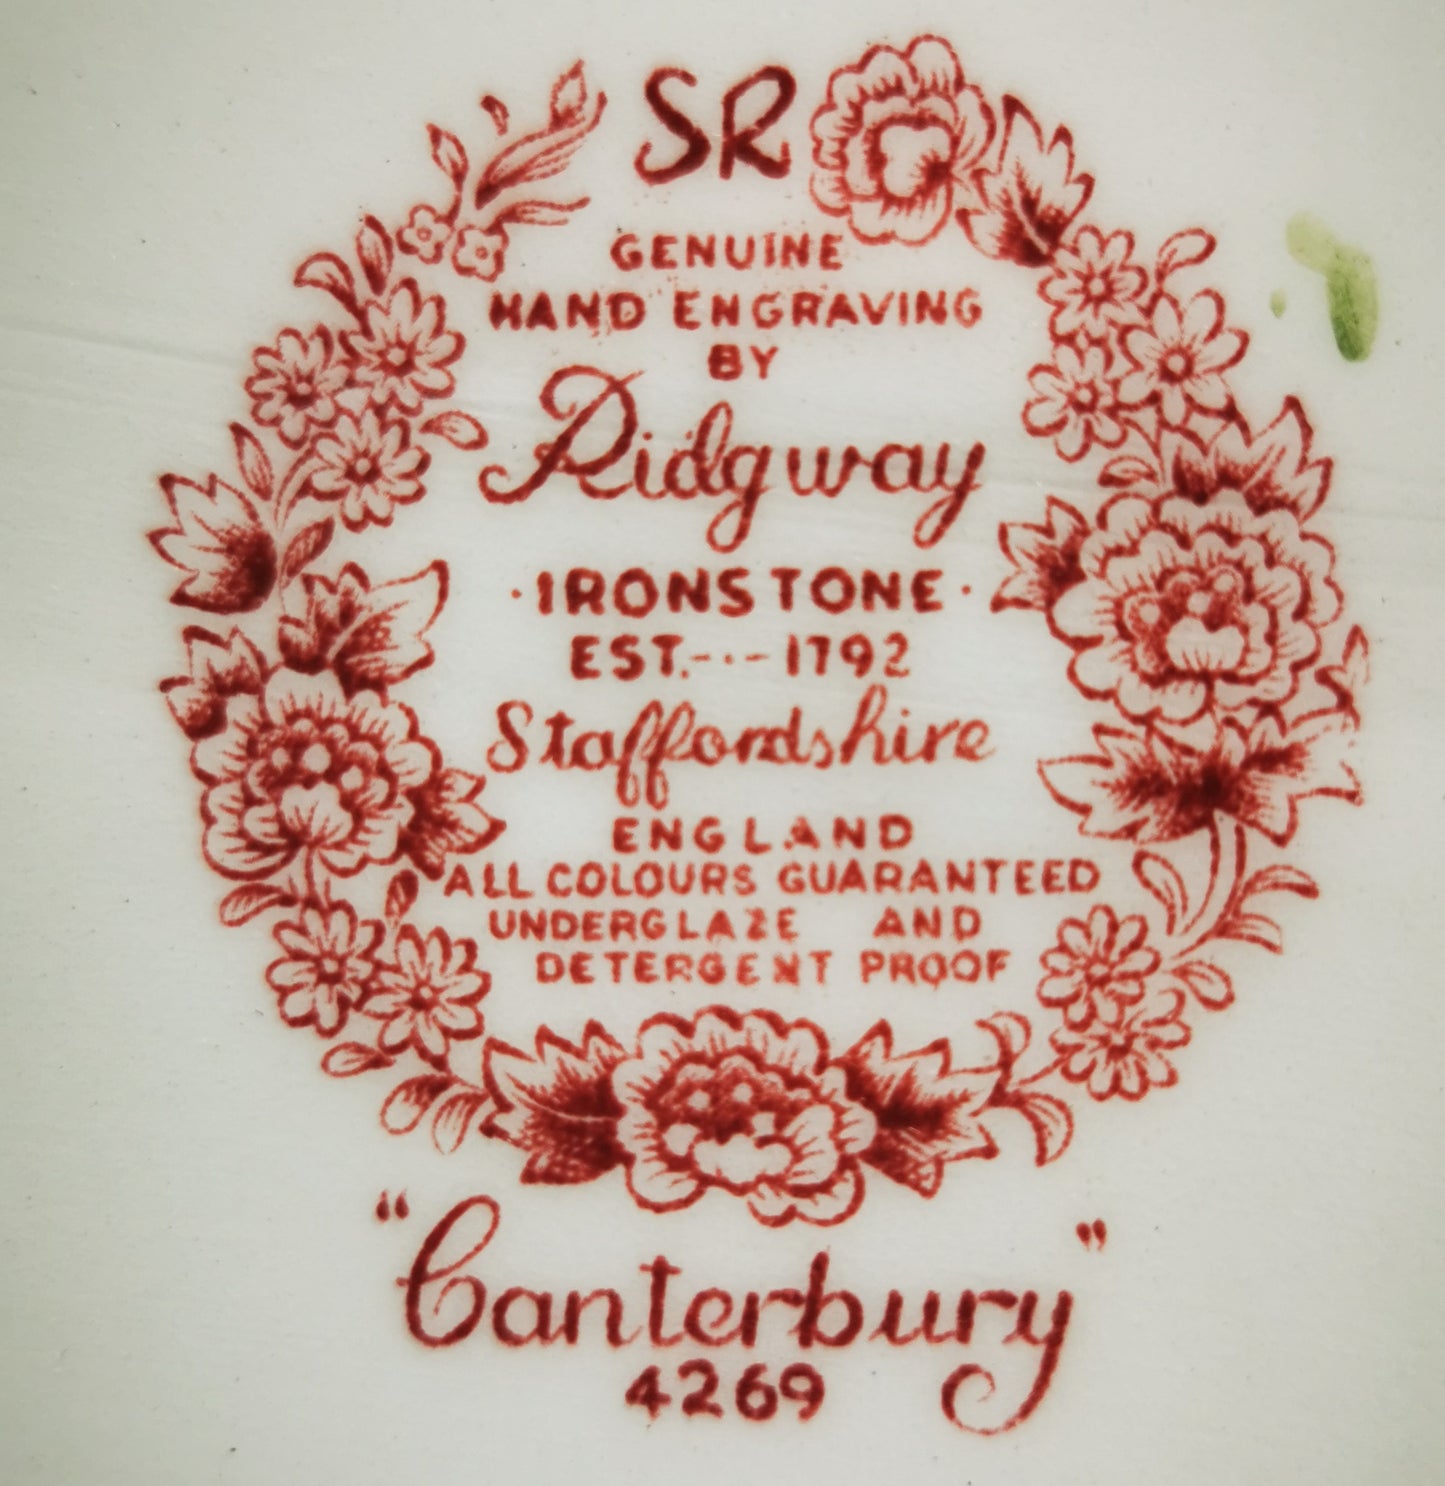 SR
GENUINE
HAND ENGRAVING
BY
Ridgway
·IRONSTONE·
EST.-·-1792
Staffordshire
ENGLAND
ALL COLOURS GUARANTEED
UNDERGLAZE AND
DETERGENT PROOF
"Canterbury"
4269